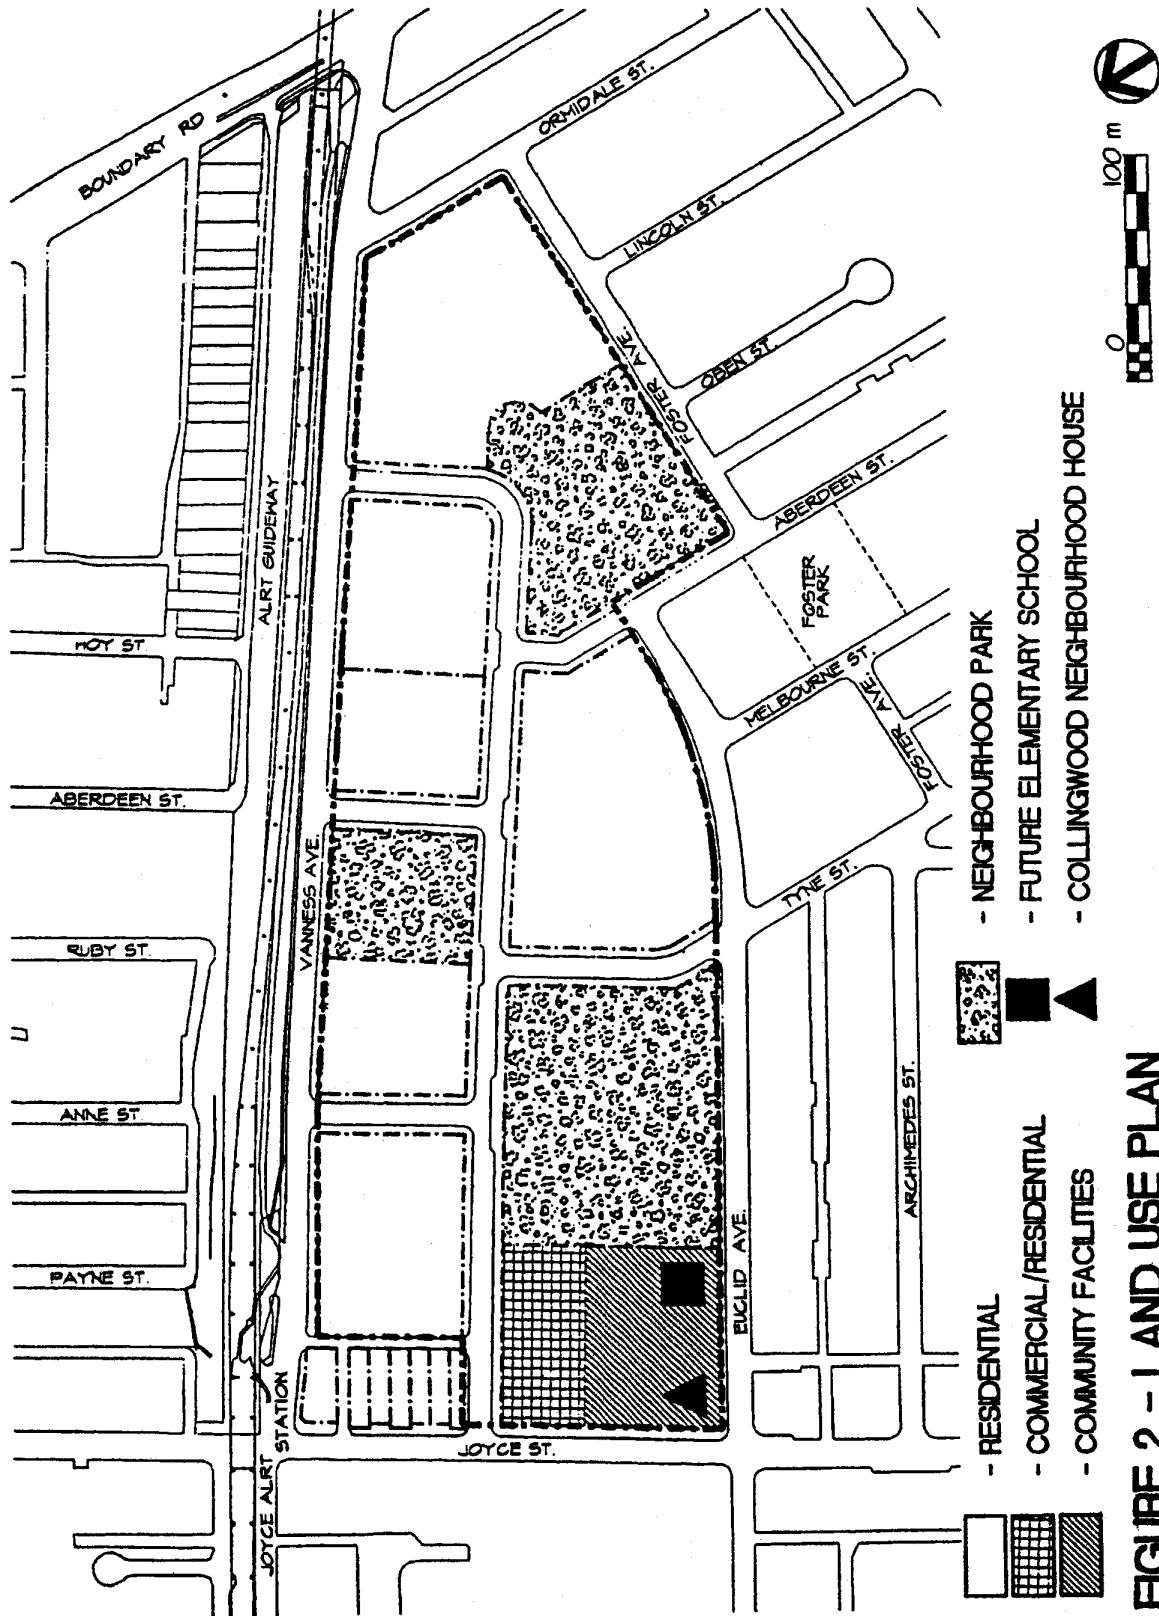 BOUNDARY RD
ORMIDALE ST.
LINCOLN ST.
OBEN ST.
FOSTER AVE.
ABERDEEN ST.
FOSTER
PARK
MELBOURNE ST.
FOSTER AVE.
TYNE ST.
ARCHIMEDES ST.
EUCLID AVE.
JOYCE ST.
VANNESS AVE.
ALRT GUIDEWAY
HOY ST.
ABERDEEN ST.
RUBY ST.
ANNE ST.
PAYNE ST.
JOYCE ALRT STATION
- RESIDENTIAL
- COMMERCIAL/RESIDENTIAL
- COMMUNITY FACILITIES
- NEIGHBOURHOOD PARK
- FUTURE ELEMENTARY SCHOOL
- COLLINGWOOD NEIGHBOURHOOD HOUSE
0 100 m
FIGURE 2 - LAND USE PLAN